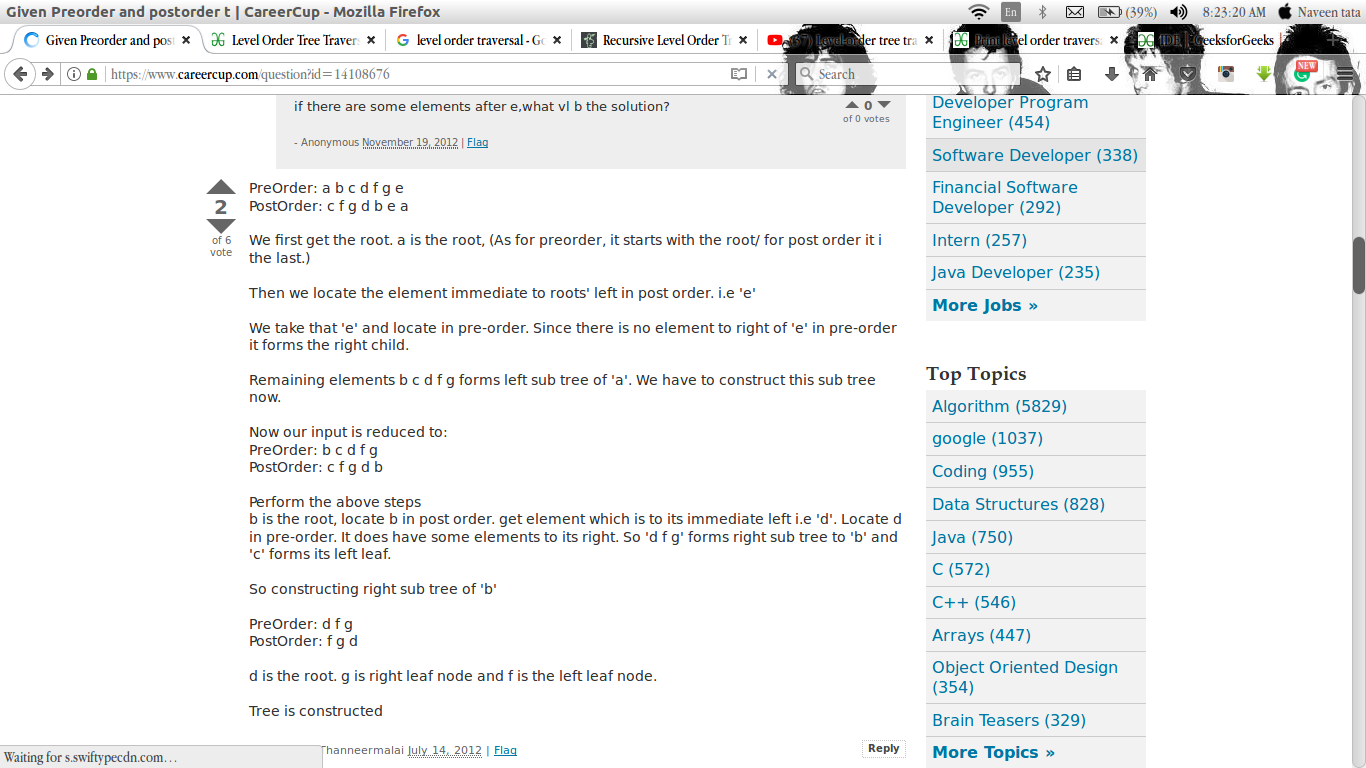 Given Preorder and postorder t | CareerCup - Mozilla Firefox
En
(39%)
8:23:20 AM
Naveen tata
Given Preorder and post
Level Order Tree Traver
level order traversal - Go
Recursive Level Order T
Level order tree tra
Print level order travers
IDE | GeeksforGeeks
https://www.careercup.com/question?id=14108676
Search
NEW
if there are some elements after e,what vl b the solution?
0
of 0 votes
- Anonymous November 19, 2012 | Flag
2
of 6
vote
PreOrder: a b c d f g e
PostOrder: c f g d b e a
We first get the root. a is the root, (As for preorder, it starts with the root/ for post order it i
the last.)
Then we locate the element immediate to roots' left in post order. i.e 'e'
We take that 'e' and locate in pre-order. Since there is no element to right of 'e' in pre-order
it forms the right child.
Remaining elements b c d f g forms left sub tree of 'a'. We have to construct this sub tree
now.
Now our input is reduced to:
PreOrder: b c d f g
PostOrder: c f g d b
Perform the above steps
b is the root, locate b in post order. get element which is to its immediate left i.e 'd'. Locate d
in pre-order. It does have some elements to its right. So 'd f g' forms right sub tree to 'b' and
'c' forms its left leaf.
So constructing right sub tree of 'b'
PreOrder: d f g
PostOrder: f g d
d is the root. g is right leaf node and f is the left leaf node.
Tree is constructed
Thanneermalai July 14, 2012 | Flag
Reply
Developer Program
Engineer (454)
Software Developer (338)
Financial Software
Developer (292)
Intern (257)
Java Developer (235)
More Jobs »
Top Topics
Algorithm (5829)
google (1037)
Coding (955)
Data Structures (828)
Java (750)
C (572)
C++ (546)
Arrays (447)
Object Oriented Design
(354)
Brain Teasers (329)
More Topics »
Waiting for s.swiftypecdn.com…